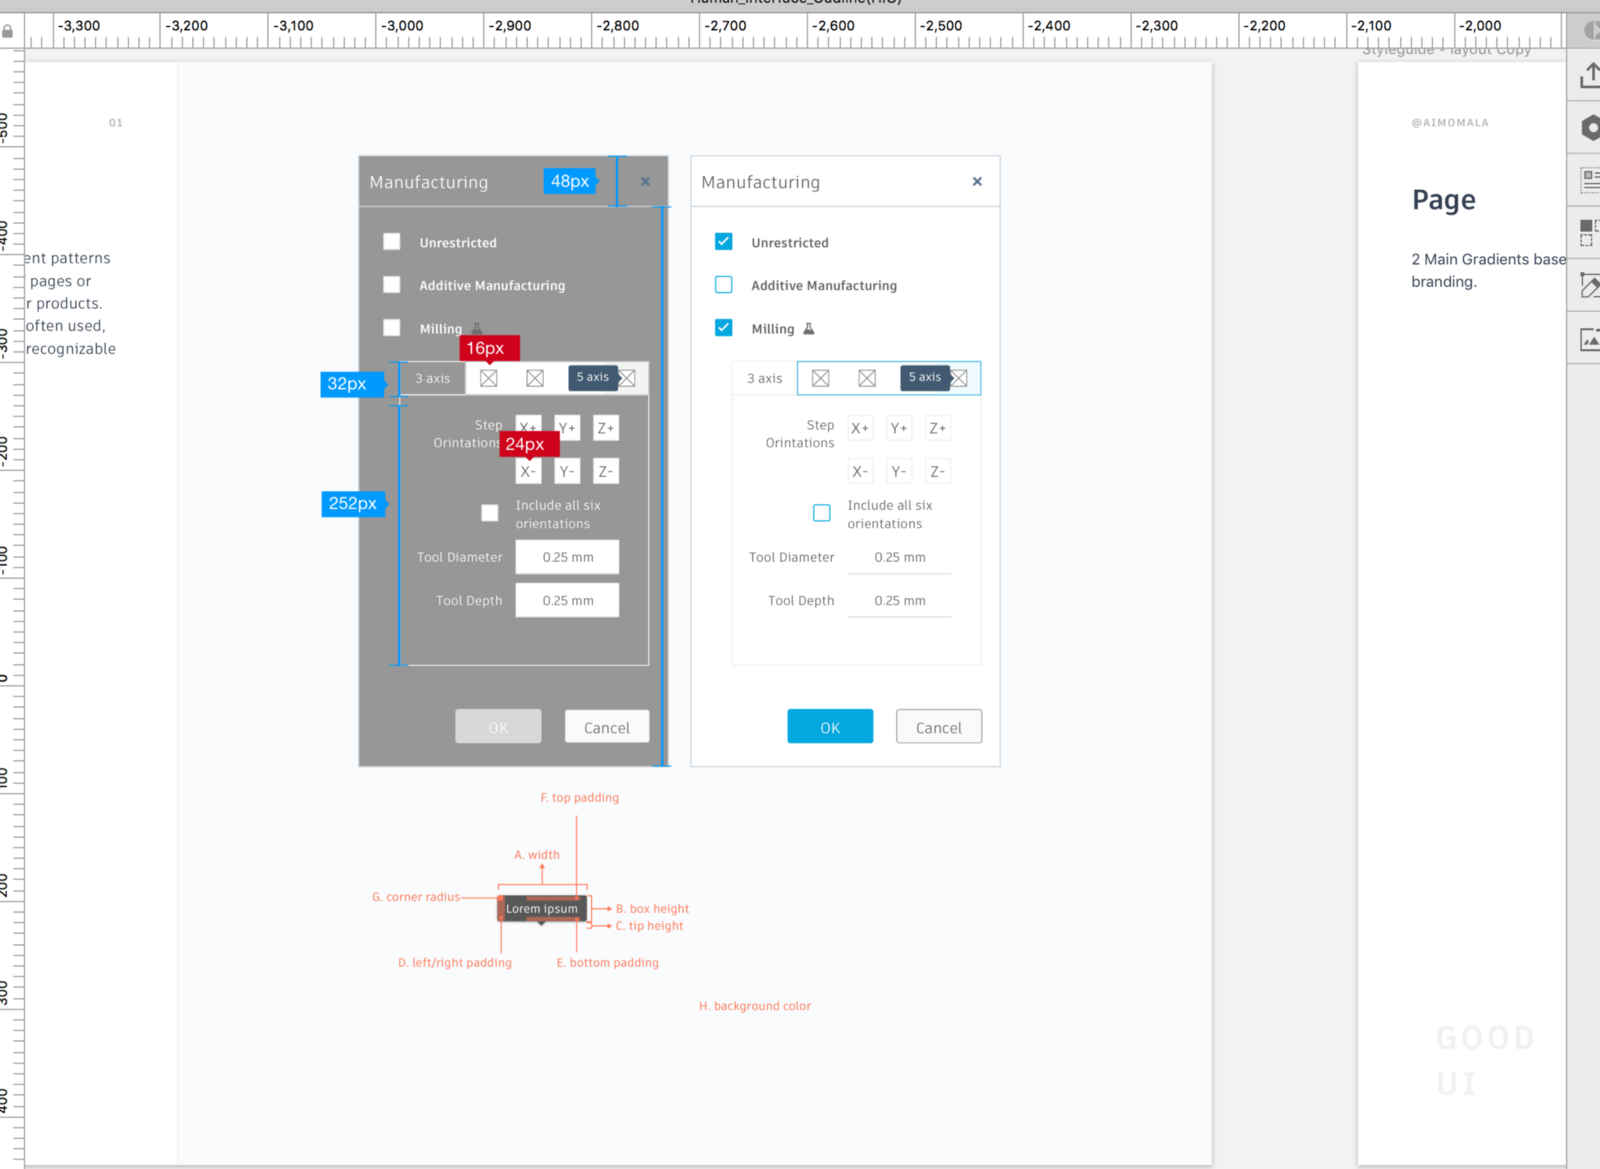 Human_Interface_Guidline(HIG)
-3,300 -3,200 -3,100 -3,000 -2,900 -2,800 -2,700 -2,600 -2,500 -2,400 -2,300 -2,200 -2,100 -2,000
-500
-400
-300
-200
-100
0
100
200
300
400
01
ent patterns
pages or
r products.
often used,
recognizable
Manufacturing
48px
×
Unrestricted
Additive Manufacturing
Milling
16px
32px
3 axis
5 axis
Step
Orintations
X+ Y+ Z+
24px
X- Y- Z-
252px
Include all six
orientations
Tool Diameter 0.25 mm
Tool Depth 0.25 mm
OK Cancel
Manufacturing
×
Unrestricted
Additive Manufacturing
Milling
3 axis
5 axis
Step
Orintations
X+ Y+ Z+
X- Y- Z-
Include all six
orientations
Tool Diameter 0.25 mm
Tool Depth 0.25 mm
OK Cancel
F. top padding
A. width
G. corner radius
Lorem ipsum
B. box height
C. tip height
D. left/right padding
E. bottom padding
H. background color
Styleguide - layout Copy
@AIMOMALA
Page
2 Main Gradients base
branding.
GOOD
UI